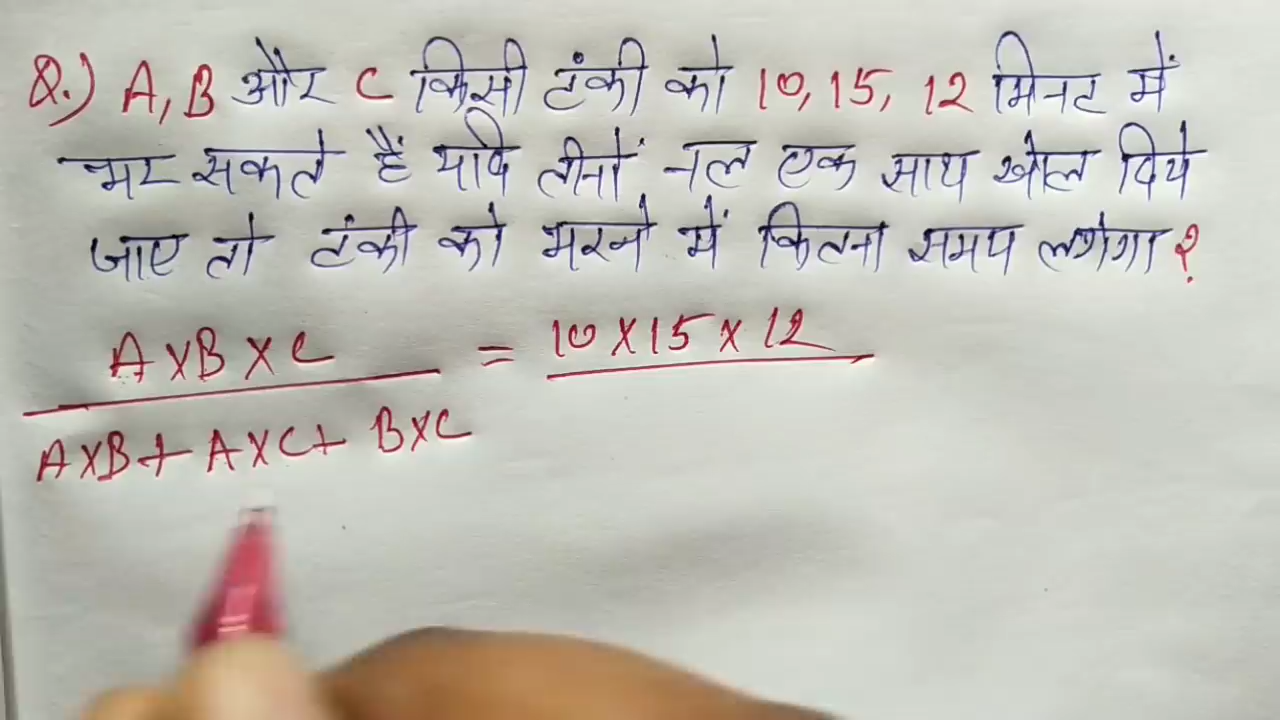 Q.) A, B और C किसी टंकी को 10, 15, 12 मिनट में
भर सकते हैं यदि तीनों नल एक साथ खोल दिये
जाए तो टंकी को भरने में कितना समय लगेगा ?
A×B×C = 10×15×12
A×B+A×C+B×C